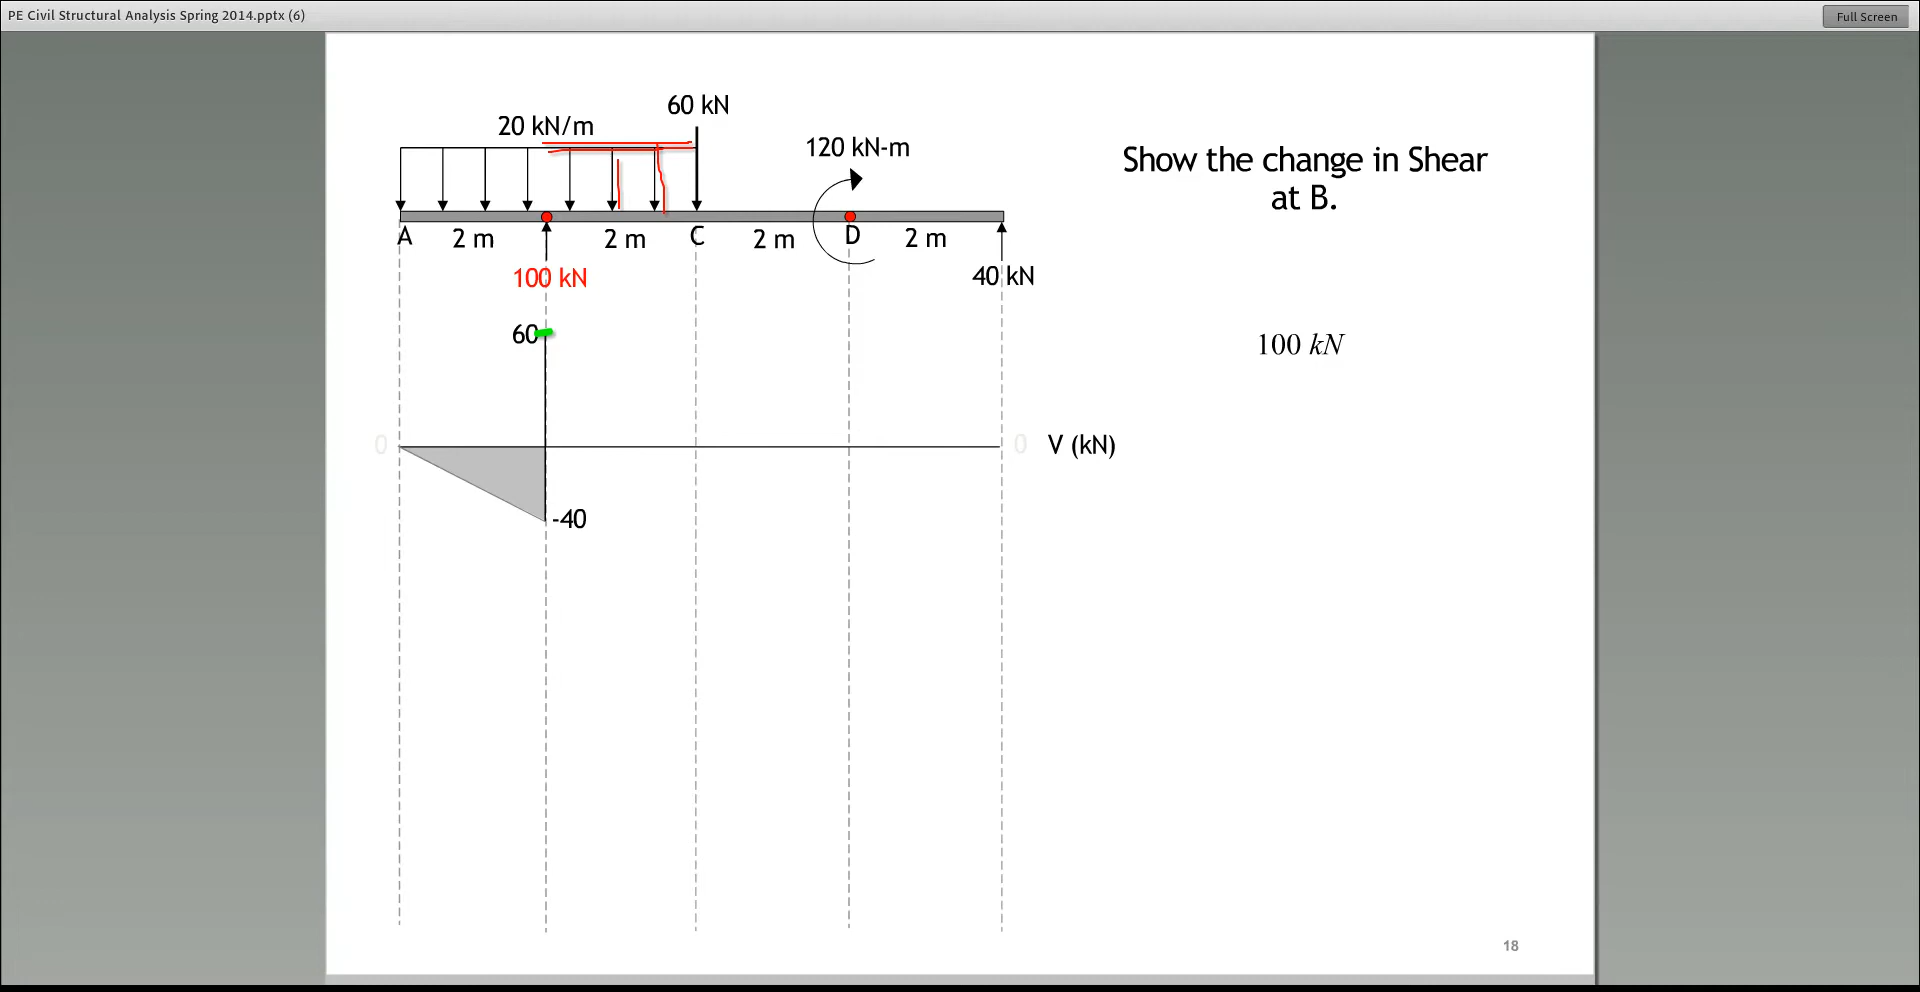 PE Civil Structural Analysis Spring 2014.pptx (6)
Full Screen
60 kN
20 kN/m
120 kN-m
Show the change in Shear
at B.
A 2 m 2 m C 2 m D 2 m
100 kN
40 kN
60
100 kN
0
0 V (kN)
-40
18